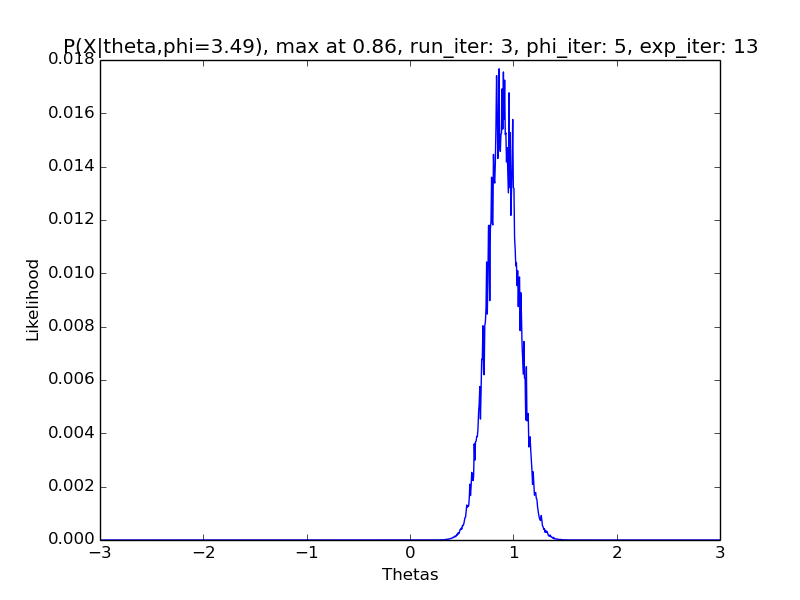 P(X|theta,phi=3.49), max at 0.86, run_iter: 3, phi_iter: 5, exp_iter: 13
0.018
0.016
0.014
0.012
0.010
0.008
0.006
0.004
0.002
0.000
Likelihood
−3 −2 −1 0 1 2 3
Thetas